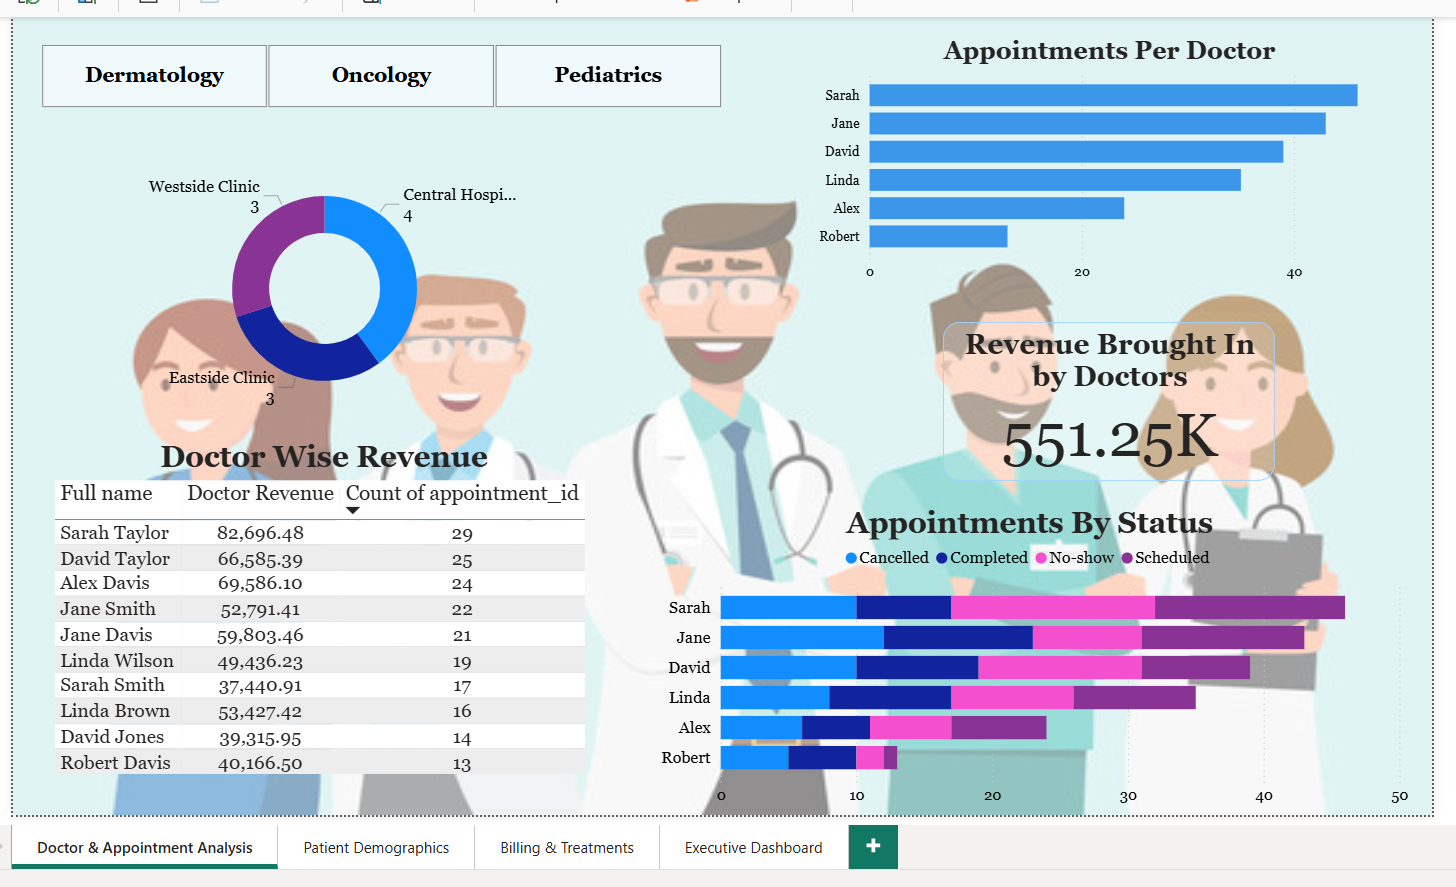 Dermatology
Oncology
Pediatrics
Westside Clinic
3
Central Hospi...
4
Eastside Clinic
3
Appointments Per Doctor
Sarah
Jane
David
Linda
Alex
Robert
0 20 40
Revenue Brought In
by Doctors
551.25K
Doctor Wise Revenue
Full name Doctor Revenue Count of appointment_id
Sarah Taylor 82,696.48 29
David Taylor 66,585.39 25
Alex Davis 69,586.10 24
Jane Smith 52,791.41 22
Jane Davis 59,803.46 21
Linda Wilson 49,436.23 19
Sarah Smith 37,440.91 17
Linda Brown 53,427.42 16
David Jones 39,315.95 14
Robert Davis 40,166.50 13
Appointments By Status
Cancelled Completed No-show Scheduled
Sarah
Jane
David
Linda
Alex
Robert
0 10 20 30 40 50
Doctor & Appointment Analysis
Patient Demographics
Billing & Treatments
Executive Dashboard
+